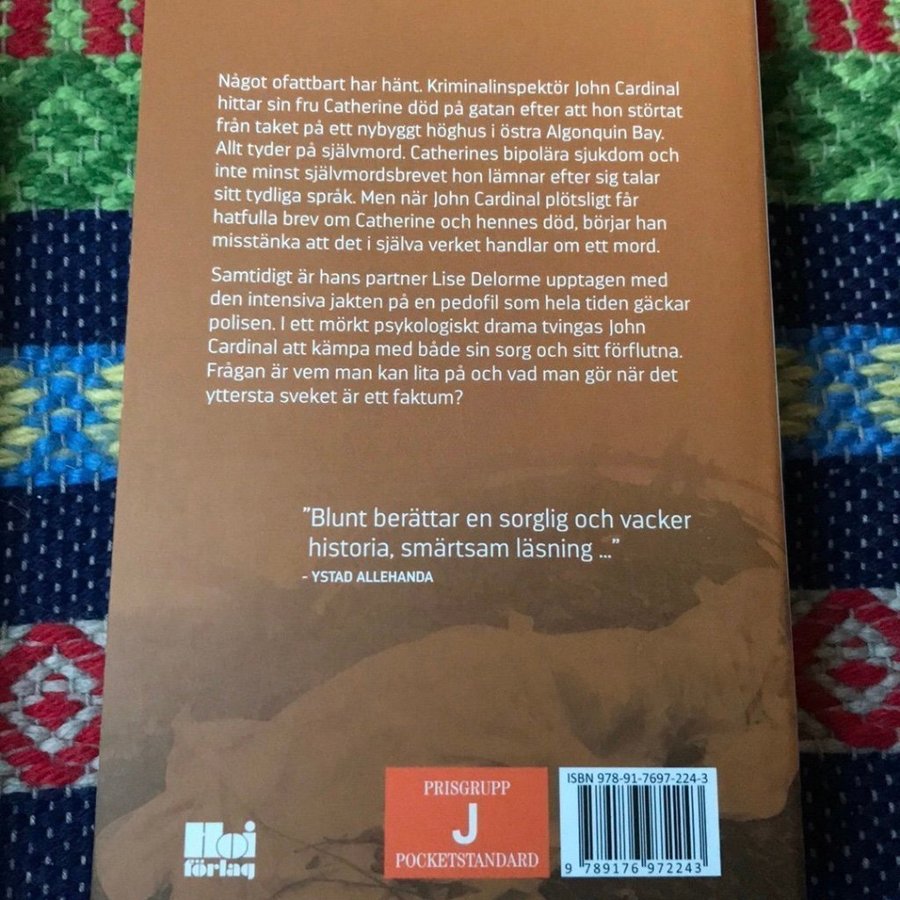 Något ofattbart har hänt. Kriminalinspektör John Cardinal
hittar sin fru Catherine död på gatan efter att hon störtat
från taket på ett nybyggt höghus i östra Algonquin Bay.
Allt tyder på självmord. Catherines bipolära sjukdom och
inte minst självmordsbrevet hon lämnar efter sig talar
sitt tydliga språk. Men när John Cardinal plötsligt får
hatfulla brev om Catherine och hennes död, börjar han
misstänka att det i själva verket handlar om ett mord.
Samtidigt är hans partner Lise Delorme upptagen med
den intensiva jakten på en pedofil som hela tiden gäckar
polisen. I ett mörkt psykologiskt drama tvingas John
Cardinal att kämpa med både sin sorg och sitt förflutna.
Frågan är vem man kan lita på och vad man gör när det
yttersta sveket är ett faktum?
”Blunt berättar en sorglig och vacker
historia, smärtsam läsning ...”
- YSTAD ALLEHANDA
Hoi
förlag
PRISGRUPP
J
POCKETSTANDARD
ISBN 978-91-7697-224-3
9 789176 972243